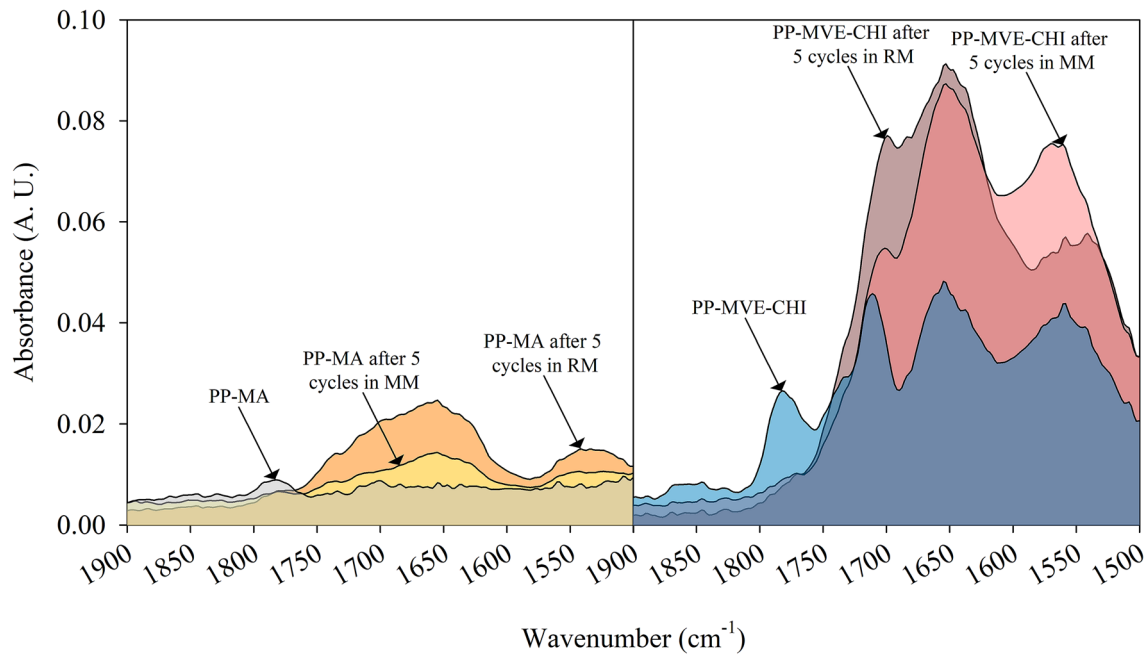 0.10
0.08
0.06
0.04
0.02
0.00
Absorbance (A. U.)
PP-MA
PP-MA after 5
cycles in MM
PP-MA after 5
cycles in RM
PP-MVE-CHI
PP-MVE-CHI after
5 cycles in RM
PP-MVE-CHI after
5 cycles in MM
1900 1850 1800 1750 1700 1650 1600 1550 1900 1850 1800 1750 1700 1650 1600 1550 1500
Wavenumber (cm⁻¹)